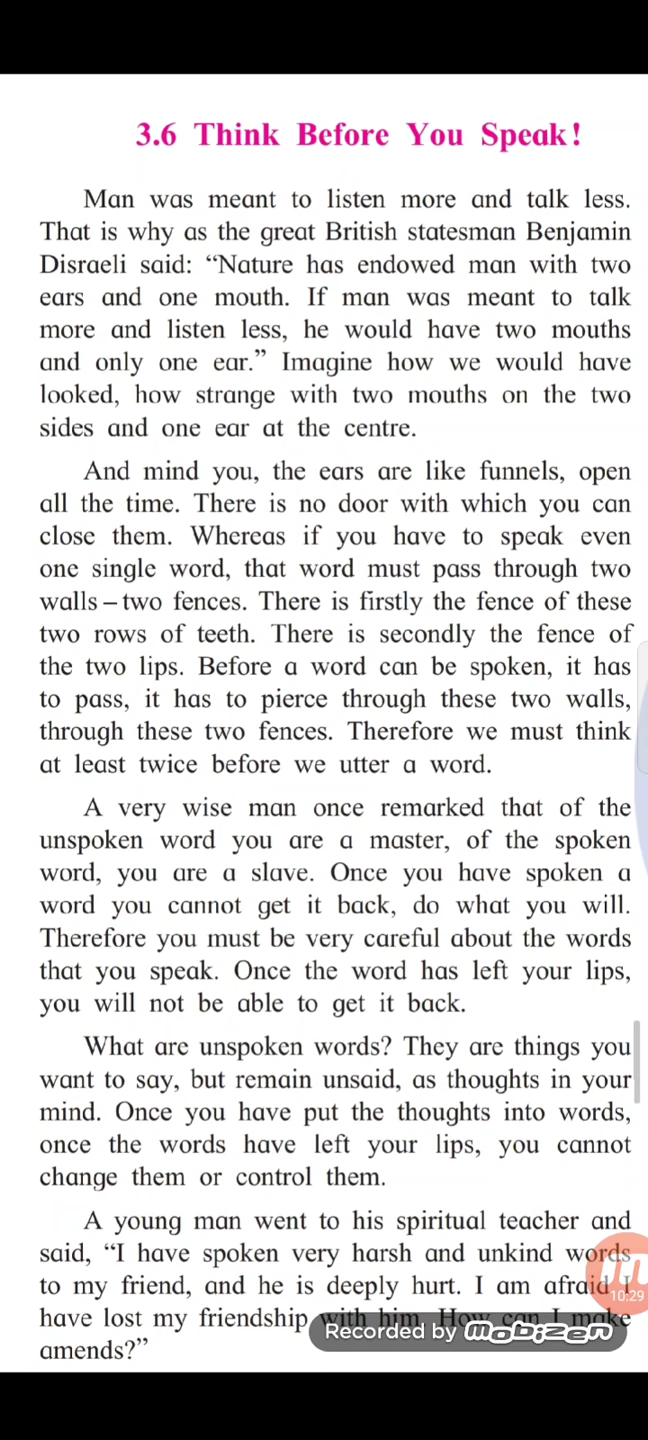 3.6 Think Before You Speak!
Man was meant to listen more and talk less.
That is why as the great British statesman Benjamin
Disraeli said: “Nature has endowed man with two
ears and one mouth. If man was meant to talk
more and listen less, he would have two mouths
and only one ear.” Imagine how we would have
looked, how strange with two mouths on the two
sides and one ear at the centre.
And mind you, the ears are like funnels, open
all the time. There is no door with which you can
close them. Whereas if you have to speak even
one single word, that word must pass through two
walls – two fences. There is firstly the fence of these
two rows of teeth. There is secondly the fence of
the two lips. Before a word can be spoken, it has
to pass, it has to pierce through these two walls,
through these two fences. Therefore we must think
at least twice before we utter a word.
A very wise man once remarked that of the
unspoken word you are a master, of the spoken
word, you are a slave. Once you have spoken a
word you cannot get it back, do what you will.
Therefore you must be very careful about the words
that you speak. Once the word has left your lips,
you will not be able to get it back.
What are unspoken words? They are things you
want to say, but remain unsaid, as thoughts in your
mind. Once you have put the thoughts into words,
once the words have left your lips, you cannot
change them or control them.
A young man went to his spiritual teacher and
said, “I have spoken very harsh and unkind words
to my friend, and he is deeply hurt. I am afraid I
10:29
have lost my friendship with him. How can I make
Recorded by mobizen
amends?”